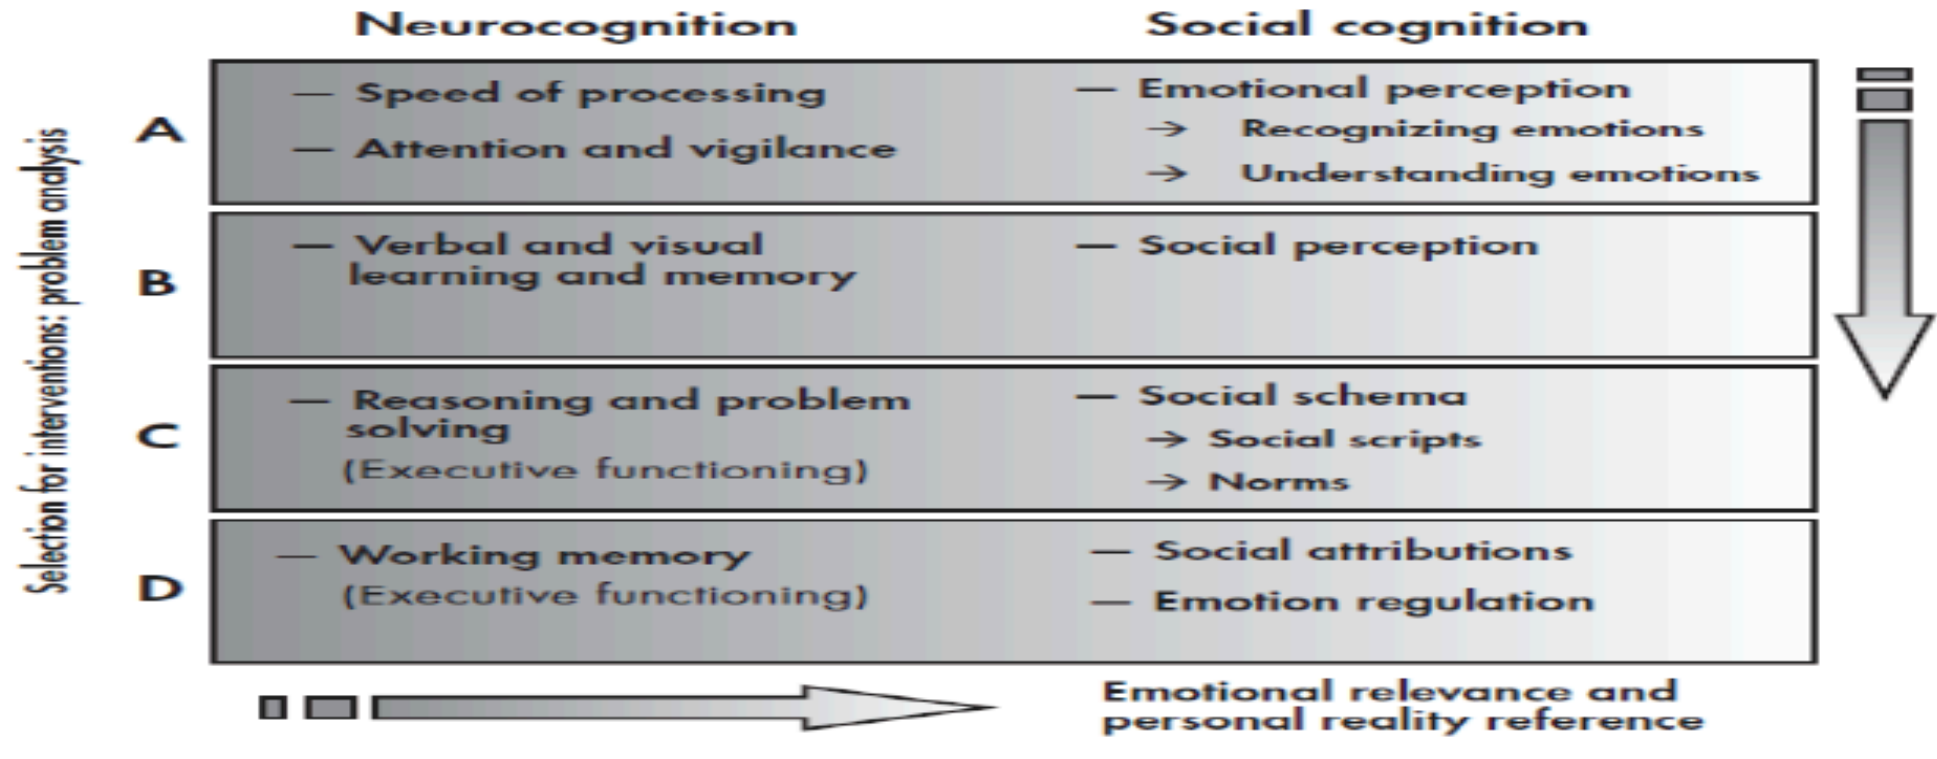 Neurocognition
Social cognition
Selection for interventions; problem analysis
A
— Speed of processing
— Attention and vigilance
— Emotional perception
→ Recognizing emotions
→ Understanding emotions
B
— Verbal and visual
learning and memory
— Social perception
C
— Reasoning and problem
solving
(Executive functioning)
— Social schema
→ Social scripts
→ Norms
D
— Working memory
(Executive functioning)
— Social attributions
— Emotion regulation
Emotional relevance and
personal reality reference